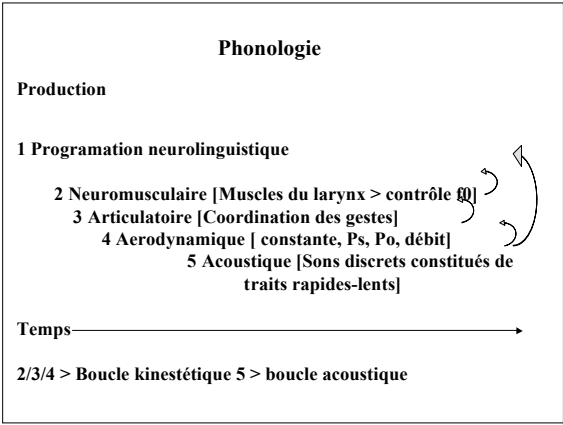 Phonologie
Production
1 Programation neurolinguistique
2 Neuromusculaire [Muscles du larynx > contrôle f0]
3 Articulatoire [Coordination des gestes]
4 Aerodynamique [ constante, Ps, Po, débit]
5 Acoustique [Sons discrets constitués de
traits rapides-lents]
Temps
2/3/4 > Boucle kinestétique 5 > boucle acoustique